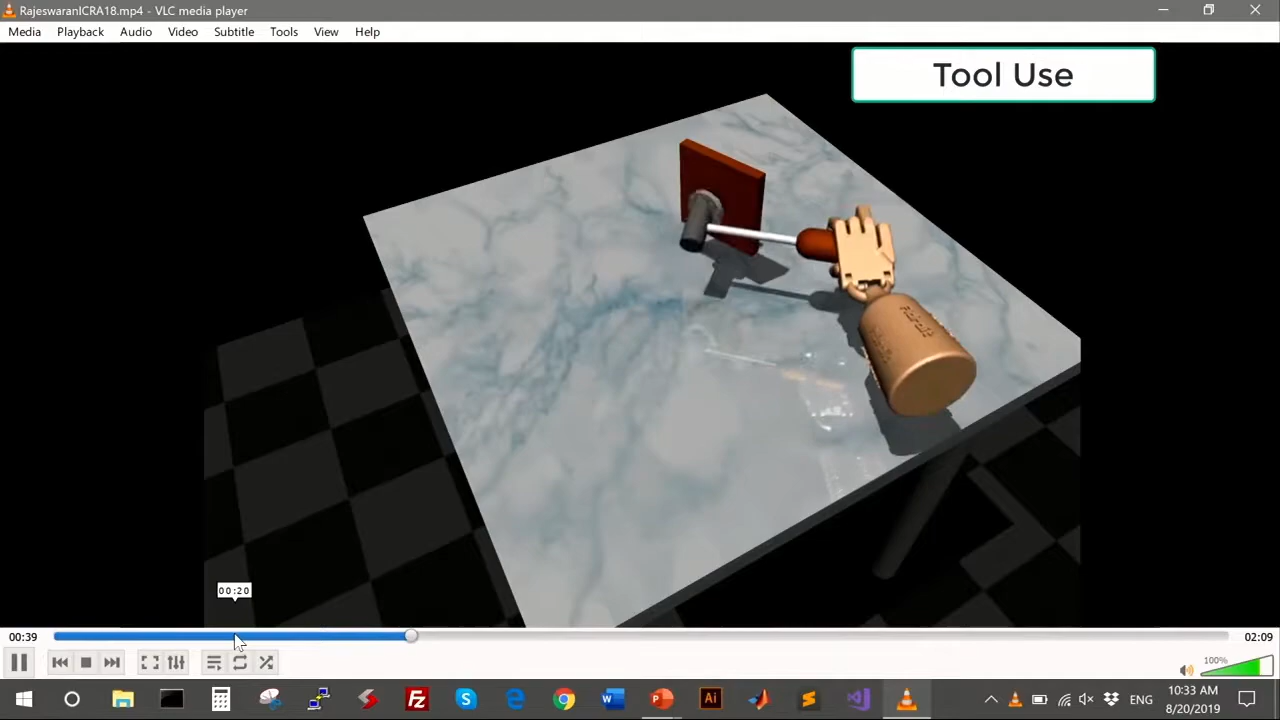 RajeswaranICRA18.mp4 - VLC media player
Media Playback Audio Video Subtitle Tools View Help
Tool Use
00:20
00:39
02:09
100%
ENG
10:33 AM
8/20/2019